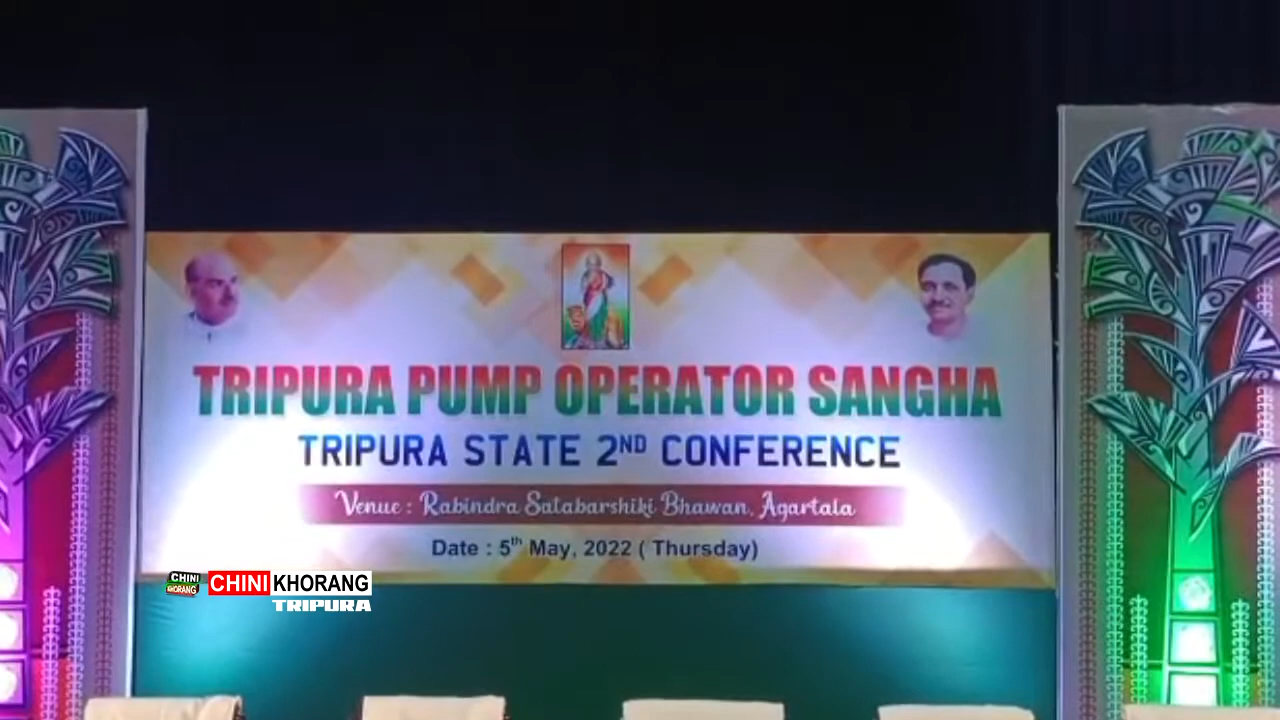 TRIPURA PUMP OPERATOR SANGHA
TRIPURA STATE 2ND CONFERENCE
Venue : Rabindra Satabarshiki Bhawan, Agartala
Date : 5th May, 2022 ( Thursday)
CHINI
KHORANG
CHINI KHORANG
TRIPURA